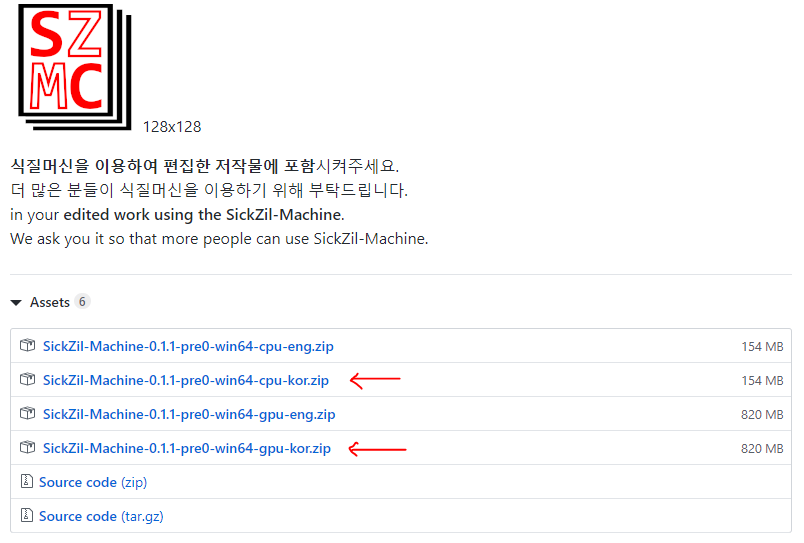 SZ
MC
128x128
식질머신을 이용하여 편집한 저작물에 포함시켜주세요.
더 많은 분들이 식질머신을 이용하기 위해 부탁드립니다.
in your edited work using the SickZil-Machine.
We ask you it so that more people can use SickZil-Machine.
Assets 6
SickZil-Machine-0.1.1-pre0-win64-cpu-eng.zip 154 MB
SickZil-Machine-0.1.1-pre0-win64-cpu-kor.zip 154 MB
SickZil-Machine-0.1.1-pre0-win64-gpu-eng.zip 820 MB
SickZil-Machine-0.1.1-pre0-win64-gpu-kor.zip 820 MB
Source code (zip)
Source code (tar.gz)